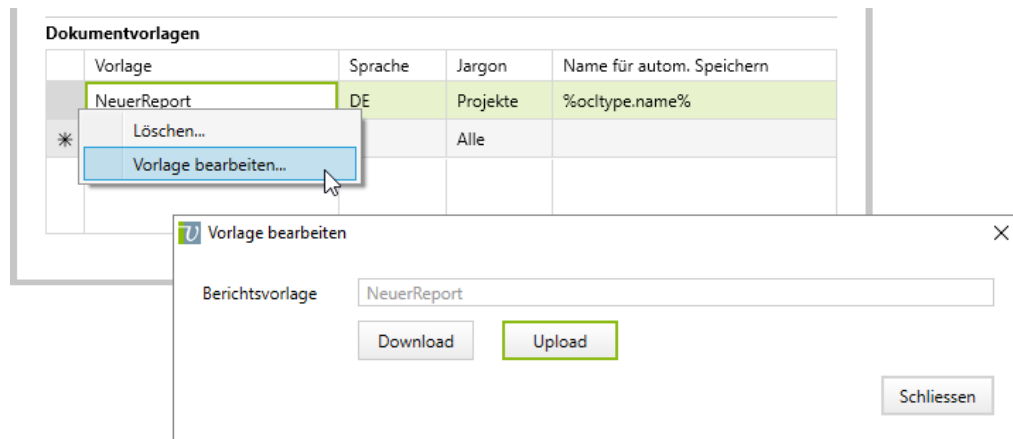 Dokumentvorlagen
Vorlage Sprache Jargon Name für autom. Speichern
NeuerReport DE Projekte %ocltype.name%
Löschen... Alle
Vorlage bearbeiten...
Vorlage bearbeiten
Berichtsvorlage NeuerReport
Download Upload
Schliessen